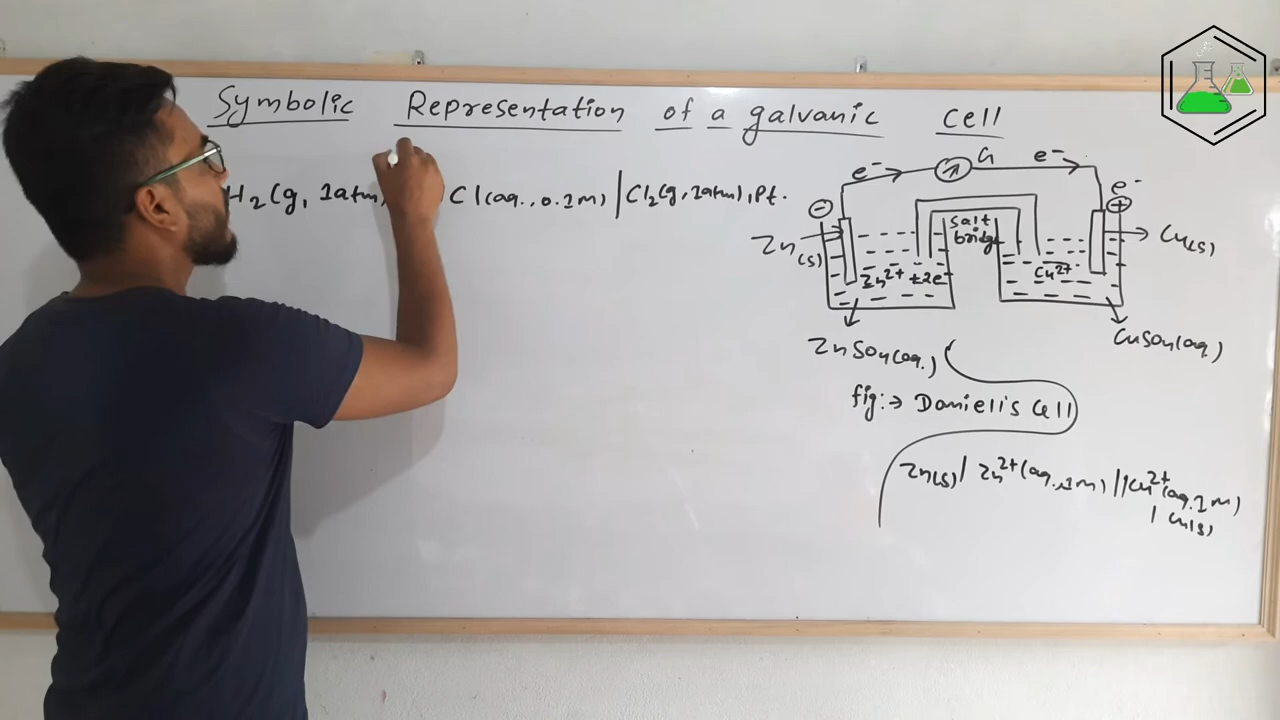 Symbolic Representation of a galvanic cell
H₂(g, 1atm) Cl(aq., 0.1m) | Cl₂(g, 1atm), Pt.
e⁻ G e⁻
e⁻
- +
Zn(s)
salt bridge
Cu(s)
Zn²⁺ + 2e⁻
Cu²⁺
ZnSO₄(aq.)
CuSO₄(aq.)
fig:→ Daniell's Cell
Zn(s) | Zn²⁺(aq., 1m) || Cu²⁺(aq. 1m)
| Cu(s)